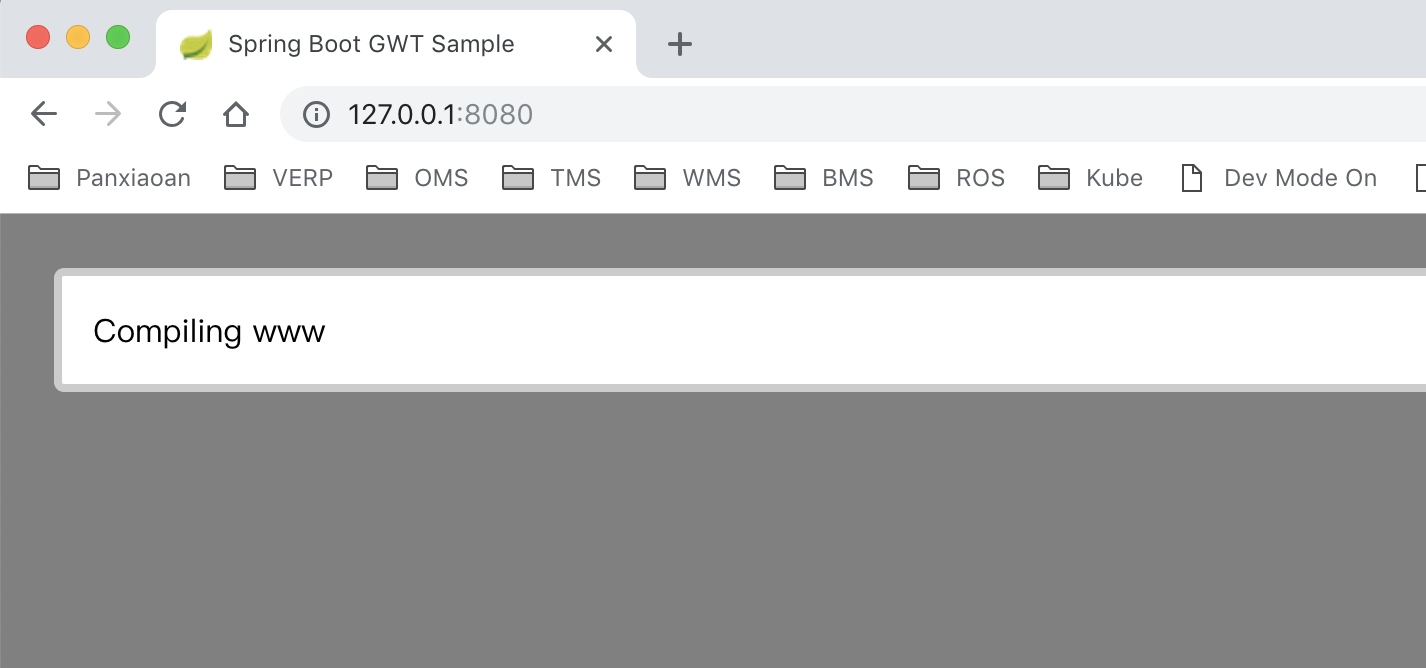 Spring Boot GWT Sample
127.0.0.1:8080
Panxiaoan VERP OMS TMS WMS BMS ROS Kube Dev Mode On
Compiling www